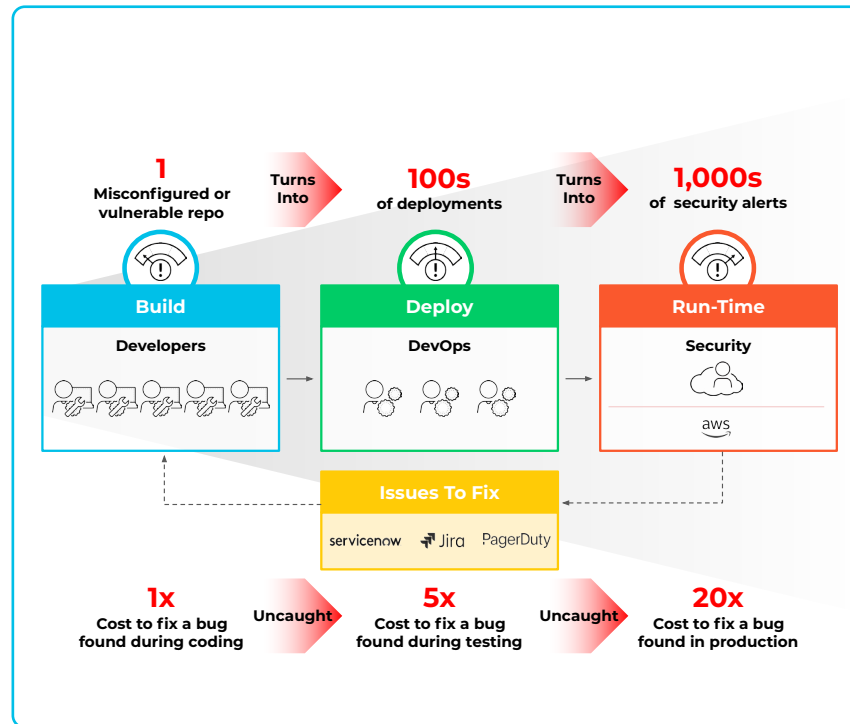 1
Misconfigured or
vulnerable repo
Turns
Into
100s
of deployments
Turns
Into
1,000s
of security alerts
Build
Developers
Deploy
DevOps
Run-Time
Security
aws
Issues To Fix
servicenow
Jira
PagerDuty
1x
Cost to fix a bug
found during coding
Uncaught
5x
Cost to fix a bug
found during testing
Uncaught
20x
Cost to fix a bug
found in production